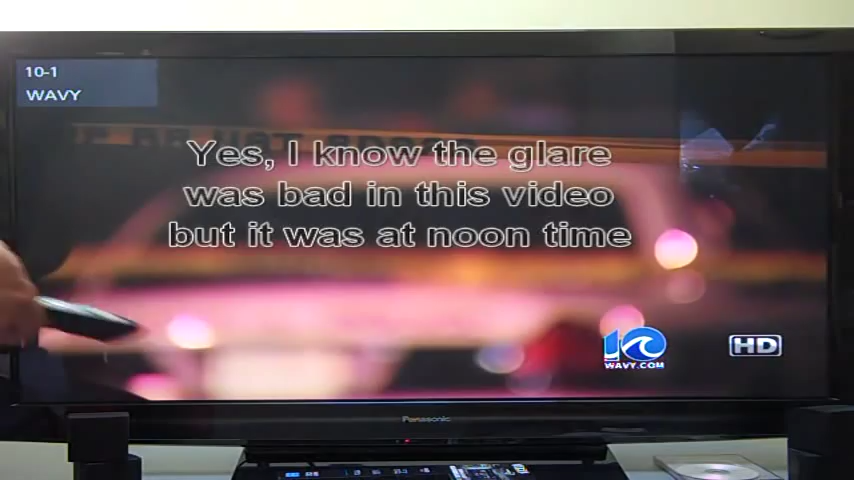 10-1
WAVY
Yes, I know the glare
was bad in this video
but it was at noon time
10
WAVY.COM
HD
Panasonic